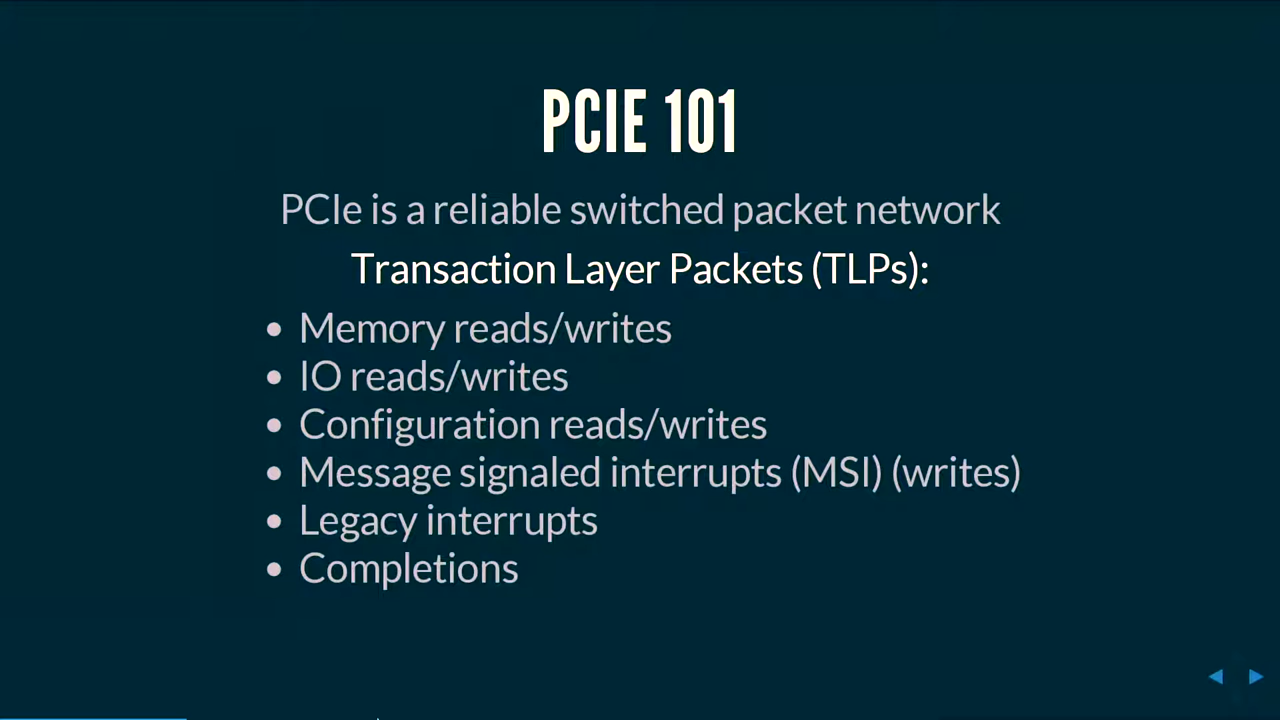 PCIE 101
PCIe is a reliable switched packet network
Transaction Layer Packets (TLPs):
• Memory reads/writes
• IO reads/writes
• Configuration reads/writes
• Message signaled interrupts (MSI) (writes)
• Legacy interrupts
• Completions